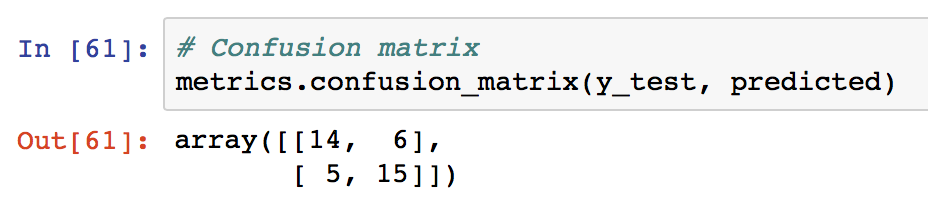 In [61]: # Confusion matrix
metrics.confusion_matrix(y_test, predicted)
Out[61]: array([[14,  6],
       [ 5, 15]])